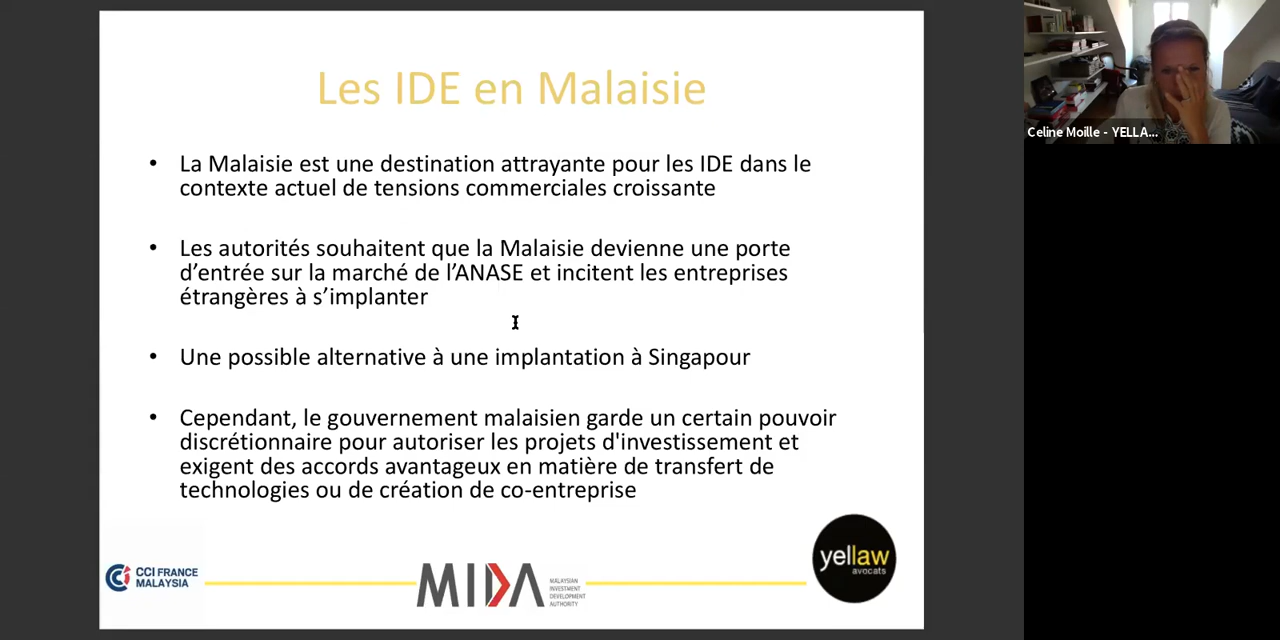 Les IDE en Malaisie
• La Malaisie est une destination attrayante pour les IDE dans le
contexte actuel de tensions commerciales croissante
• Les autorités souhaitent que la Malaisie devienne une porte
d’entrée sur la marché de l’ANASE et incitent les entreprises
étrangères à s’implanter
• Une possible alternative à une implantation à Singapour
• Cependant, le gouvernement malaisien garde un certain pouvoir
discrétionnaire pour autoriser les projets d'investissement et
exigent des accords avantageux en matière de transfert de
technologies ou de création de co-entreprise
CCI FRANCE
MALAYSIA
MIDA
MALAYSIAN
INVESTMENT
DEVELOPMENT
AUTHORITY
yellaw
avocats
Celine Moille - YELLA...